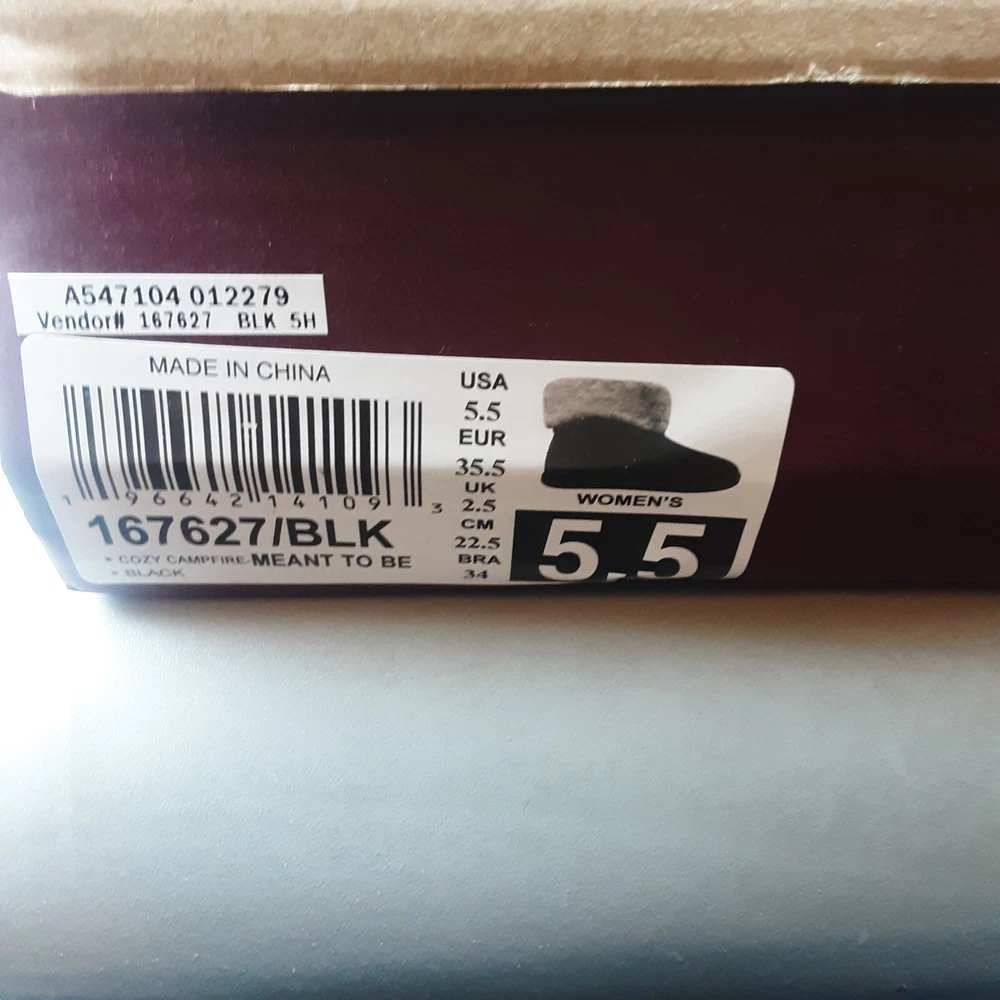 A547104 012279
Vendor# 167627 BLK 5H
MADE IN CHINA
1 96642 14109 3
167627/BLK
• COZY CAMPFIRE-MEANT TO BE
• BLACK
USA
5.5
EUR
35.5
UK
2.5
CM
22.5
BRA
34
WOMEN'S
5.5